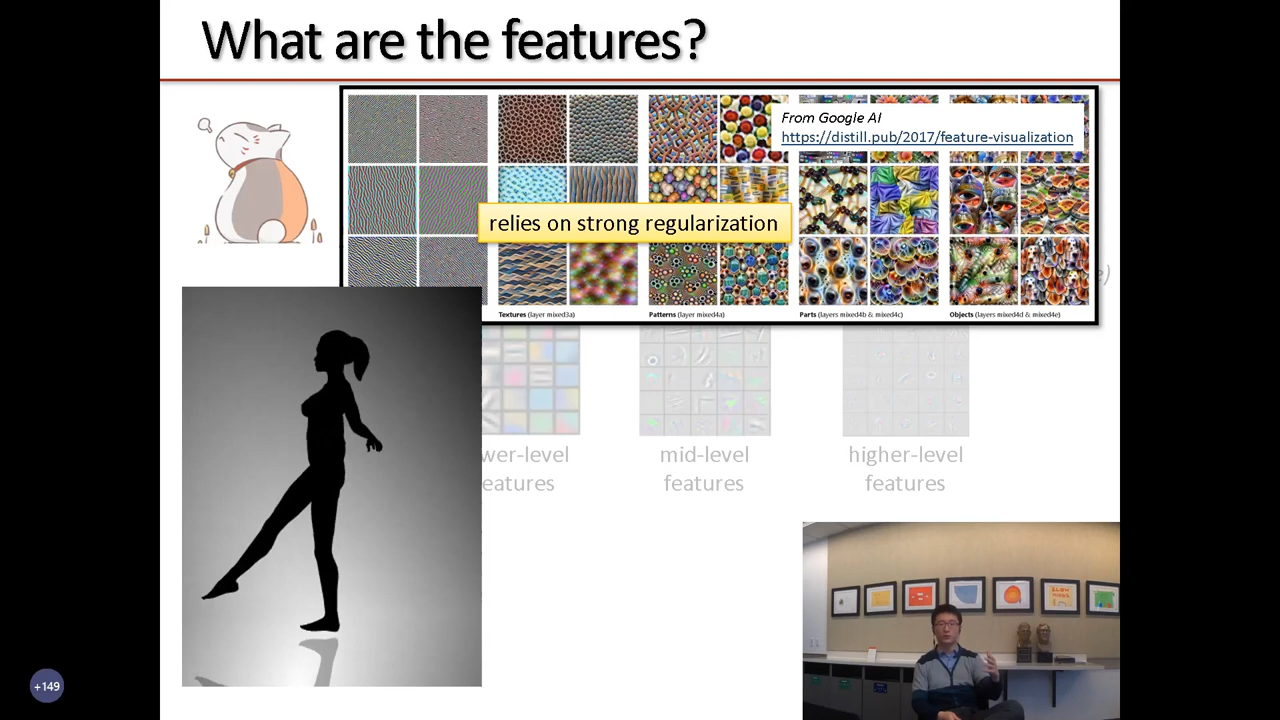 What are the features?
From Google AI
https://distill.pub/2017/feature-visualization
relies on strong regularization
e)
Textures (layer mixed3a)
Patterns (layer mixed4a)
Parts (layers mixed4b & mixed4c)
Objects (layers mixed4d & mixed4e)
wer-level
eatures
mid-level
features
higher-level
features
+149